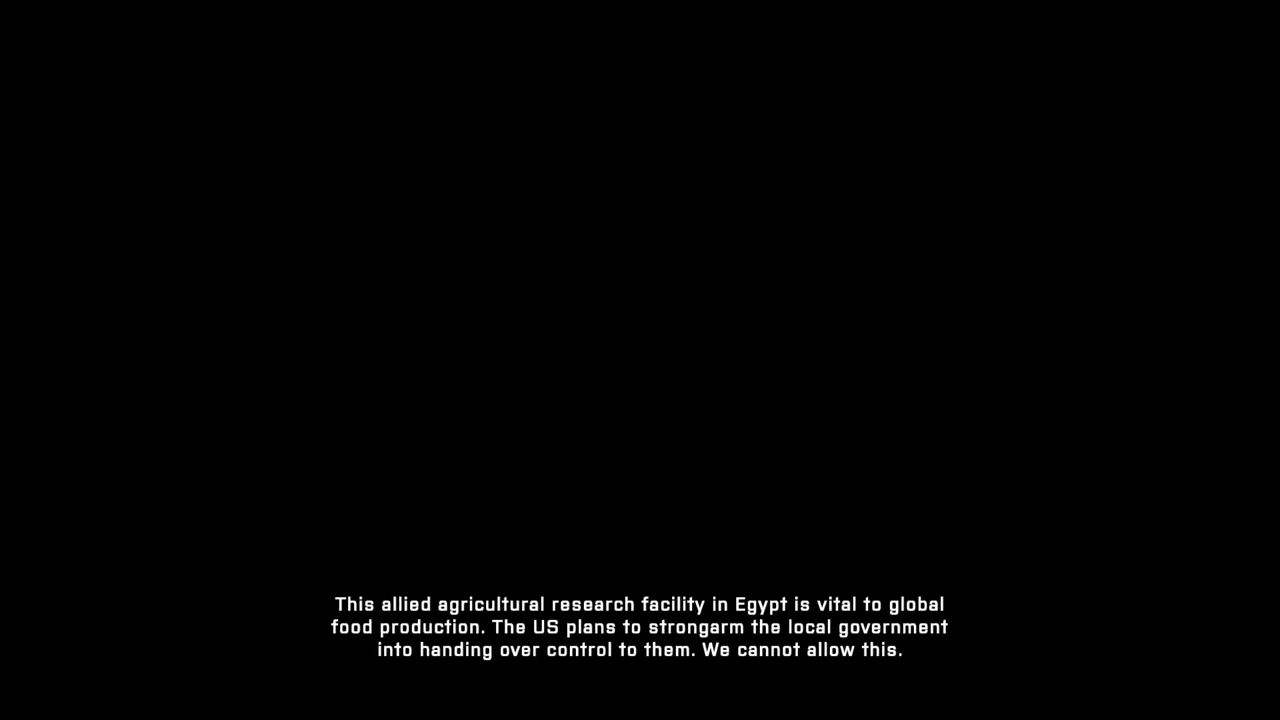 This allied agricultural research facility in Egypt is vital to global
food production. The US plans to strongarm the local government
into handing over control to them. We cannot allow this.